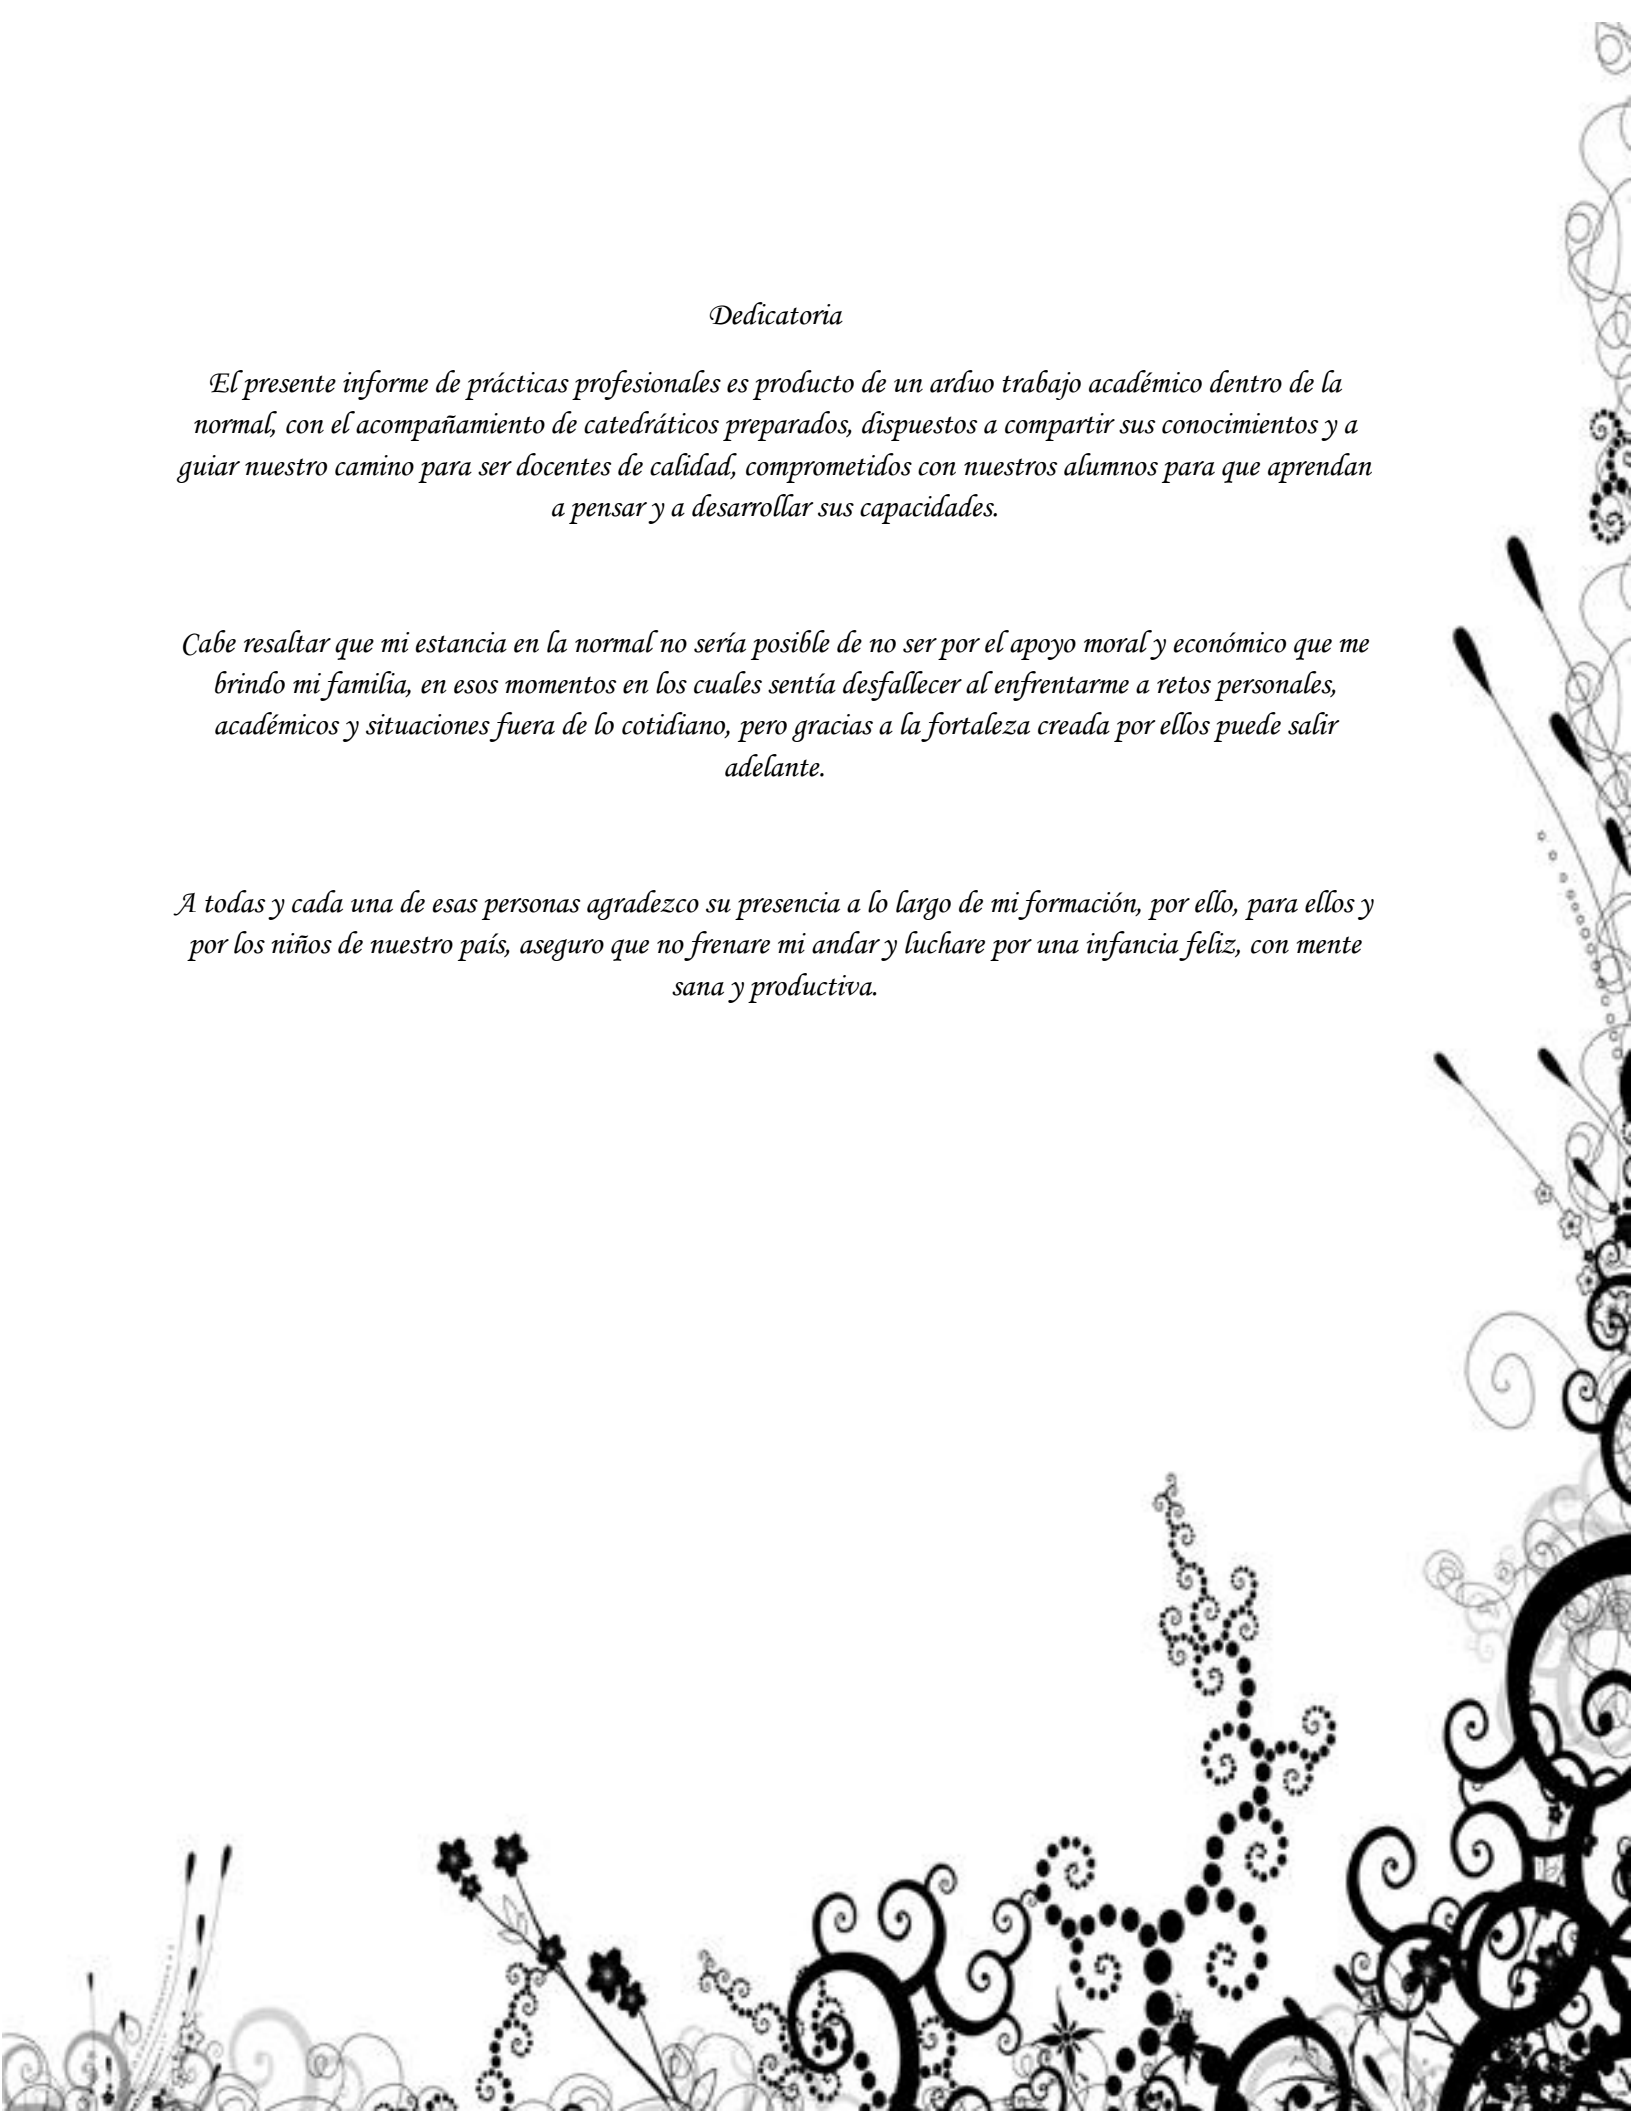 Dedicatoria
El presente informe de prácticas profesionales es producto de un arduo trabajo académico dentro de la
normal, con el acompañamiento de catedráticos preparados, dispuestos a compartir sus conocimientos y a
guiar nuestro camino para ser docentes de calidad, comprometidos con nuestros alumnos para que aprendan
a pensar y a desarrollar sus capacidades.
Cabe resaltar que mi estancia en la normal no sería posible de no ser por el apoyo moral y económico que me
brindo mi familia, en esos momentos en los cuales sentía desfallecer al enfrentarme a retos personales,
académicos y situaciones fuera de lo cotidiano, pero gracias a la fortaleza creada por ellos puede salir
adelante.
A todas y cada una de esas personas agradezco su presencia a lo largo de mi formación, por ello, para ellos y
por los niños de nuestro país, aseguro que no frenare mi andar y luchare por una infancia feliz, con mente
sana y productiva.